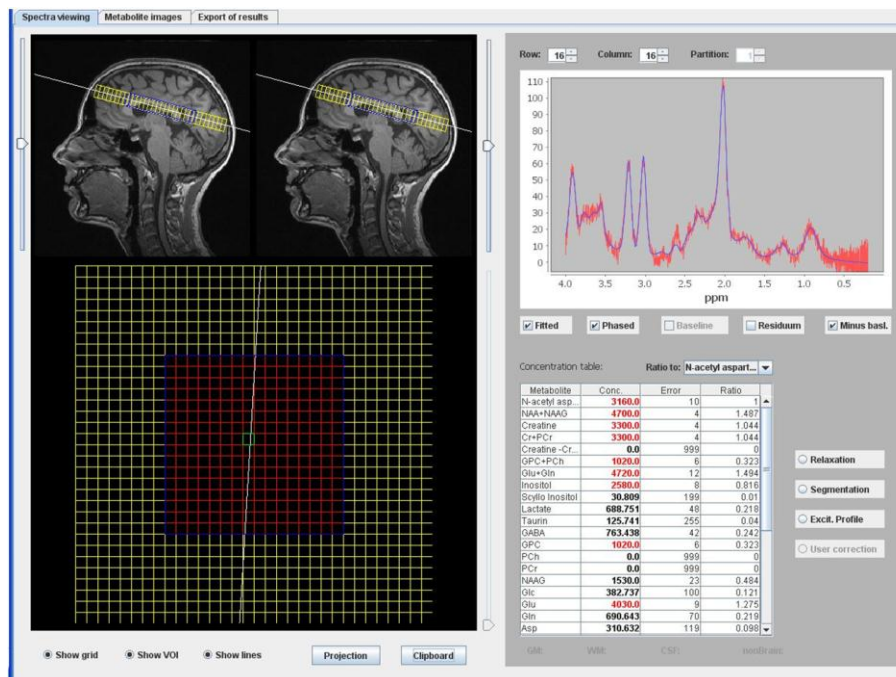 Spectra viewing Metabolite images Export of results
Row: 16 Column: 16 Partition: 1
110
100
90
80
70
60
50
40
30
20
10
0
4.0 3.5 3.0 2.5 2.0 1.5 1.0 0.5
ppm
Fitted Phased Baseline Residuum Minus basl.
Concentration table: Ratio to: N-acetyl aspart...
Metabolite Conc. Error Ratio
N-acetyl asp... 3160.0 10 1
NAA+NAAG 4700.0 4 1.487
Creatine 3300.0 4 1.044
Cr+PCr 3300.0 4 1.044
Creatine -Cr... 0.0 999 0
GPC+PCh 1020.0 6 0.323
Glu+Gln 4720.0 12 1.494
Inositol 2580.0 8 0.816
Scyllo Inositol 30.809 199 0.01
Lactate 688.751 48 0.218
Taurin 125.741 255 0.04
GABA 763.438 42 0.242
GPC 1020.0 6 0.323
PCh 0.0 999 0
PCr 0.0 999 0
NAAG 1530.0 23 0.484
Glc 382.737 100 0.121
Glu 4030.0 9 1.275
Gln 690.643 70 0.219
Asp 310.632 119 0.098
Relaxation
Segmentation
Excit. Profile
User correction
Show grid Show VOI Show lines Projection Clipboard
GM: WM: CSF: